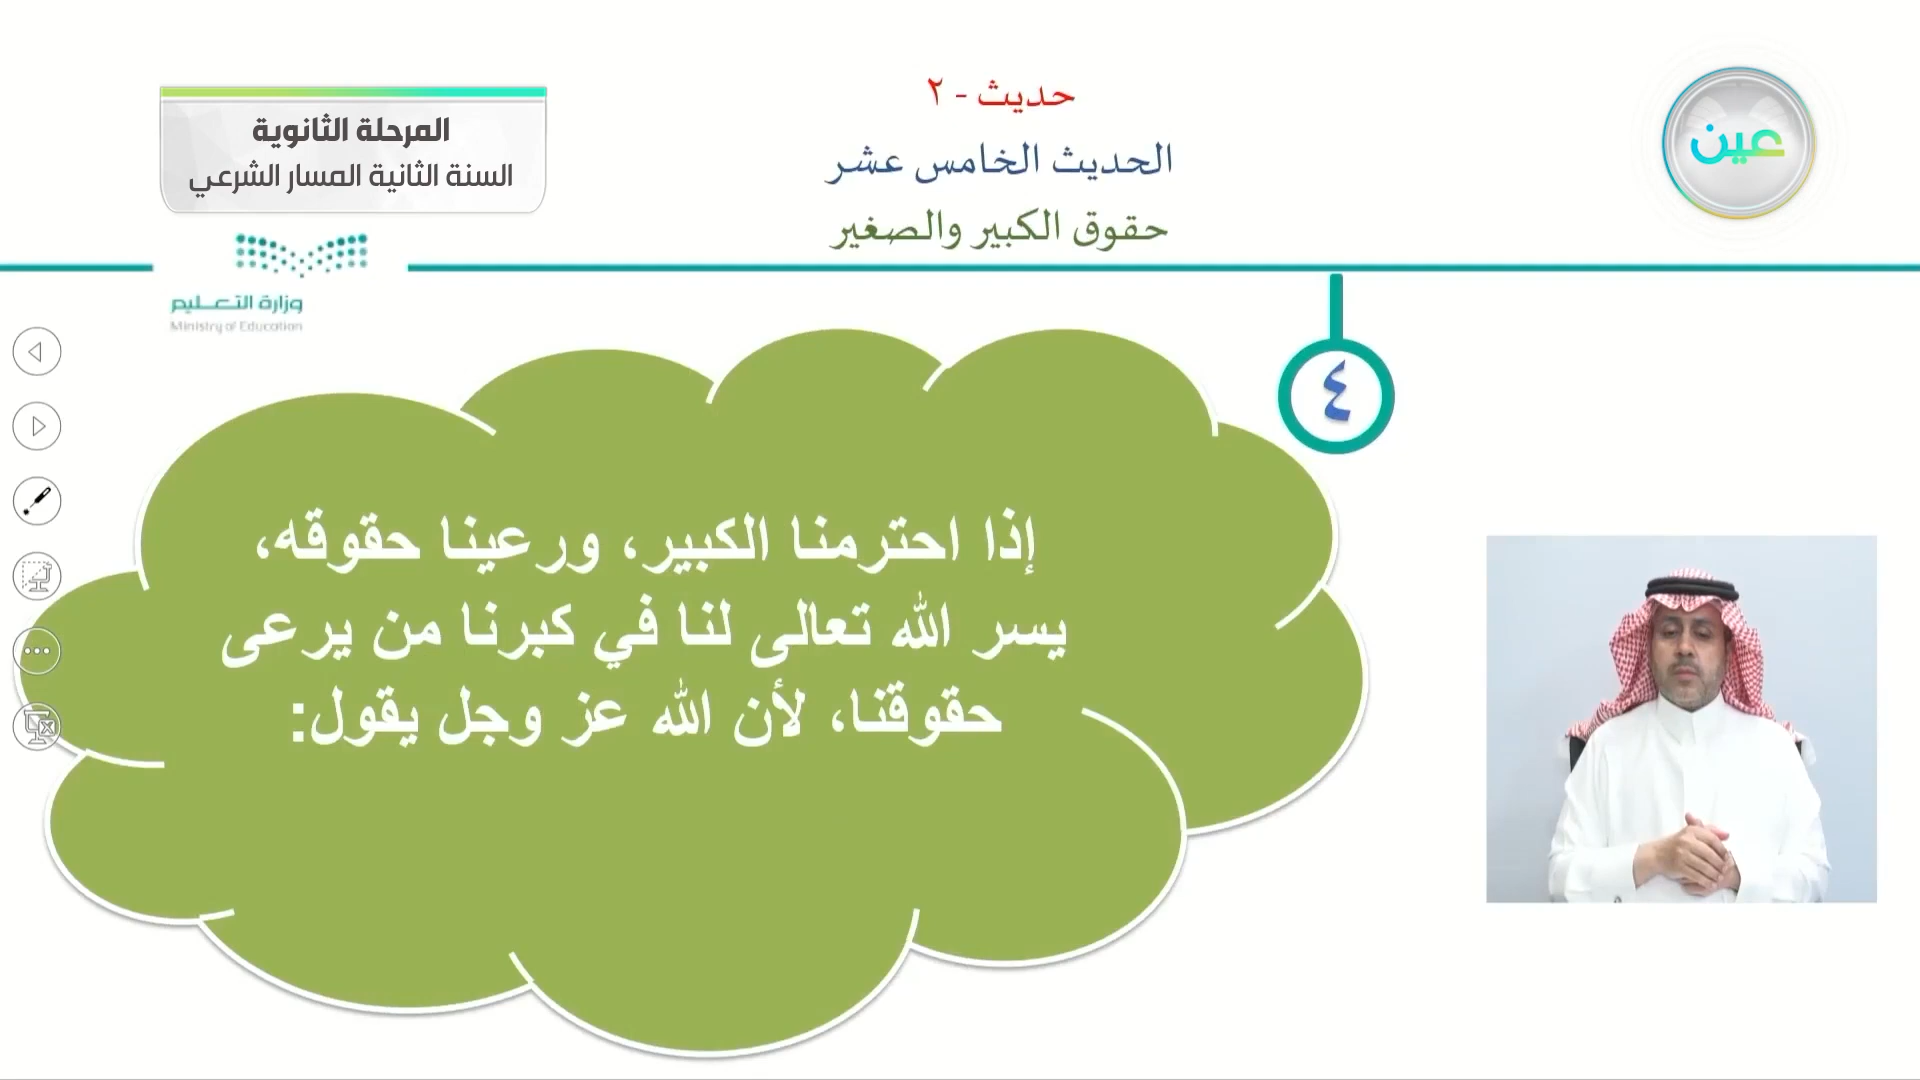 حديث - ٢
الحديث الخامس عشر
حقوق الكبير والصغير
عين
المرحلة الثانوية
السنة الثانية المسار الشرعي
وزارة التعليم
Ministry of Education
٤
إذا احترمنا الكبير، ورعينا حقوقه،
يسر الله تعالى لنا في كبرنا من يرعى
حقوقنا، لأن الله عز وجل يقول: